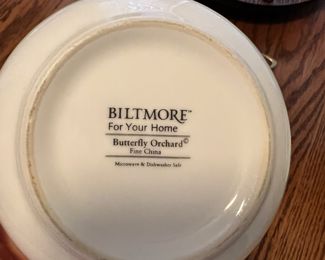 BILTMORE™
For Your Home
Butterfly Orchard©
Fine China
Microwave & Dishwasher Safe